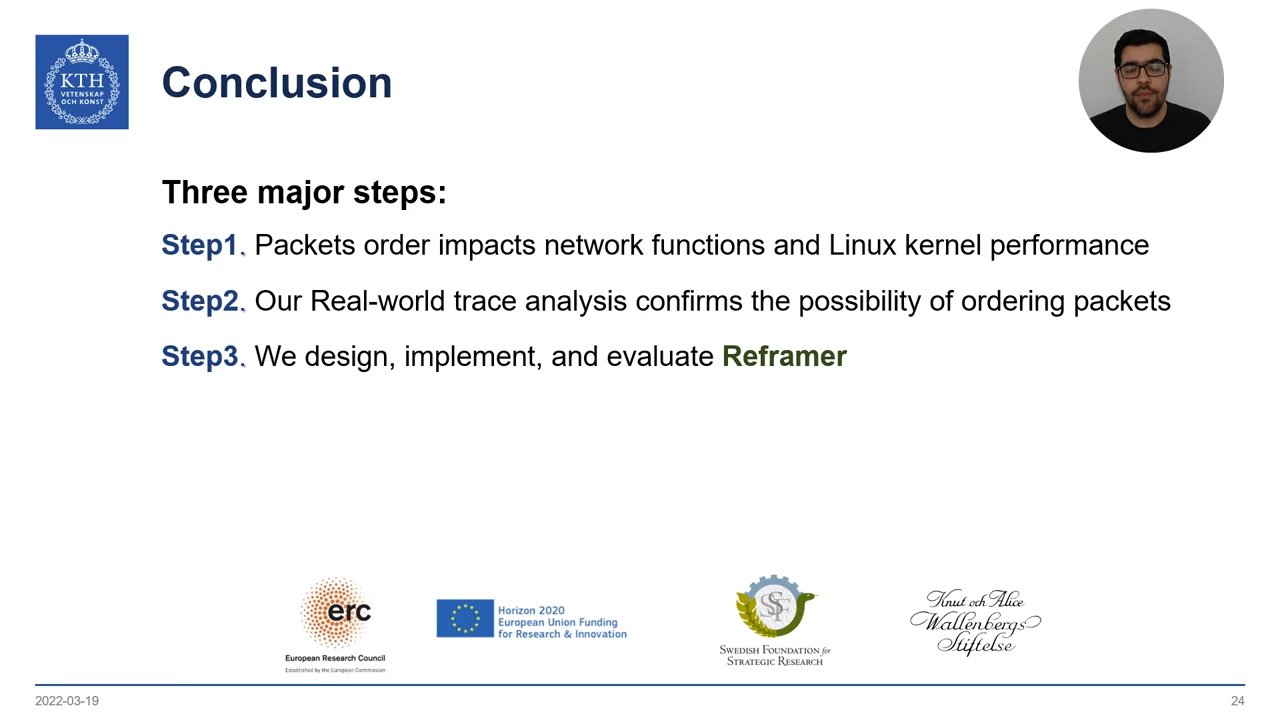 KTH
VETENSKAP
OCH KONST
Conclusion
Three major steps:
Step1. Packets order impacts network functions and Linux kernel performance
Step2. Our Real-world trace analysis confirms the possibility of ordering packets
Step3. We design, implement, and evaluate Reframer
erc
European Research Council
Established by the European Commission
Horizon 2020
European Union Funding
for Research & Innovation
SSF
SWEDISH FOUNDATION for
STRATEGIC RESEARCH
Knut och Alice
Wallenbergs
Stiftelse
2022-03-19
24